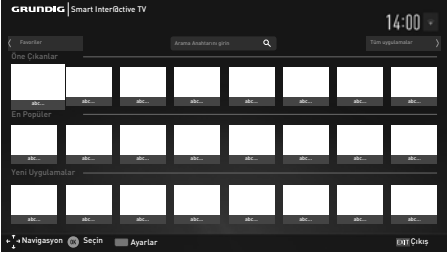 GRUNDIG Smart Inter@ctive TV
14:00
Favoriler Arama Anahtarını girin Tüm uygulamalar
Öne Çıkanlar
abc... abc... abc... abc... abc... abc... abc... abc...
En Popüler
abc... abc... abc... abc... abc... abc... abc... abc...
Yeni Uygulamalar
abc... abc... abc... abc... abc... abc... abc... abc...
Navigasyon OK Seçin Ayarlar EXIT Çıkış